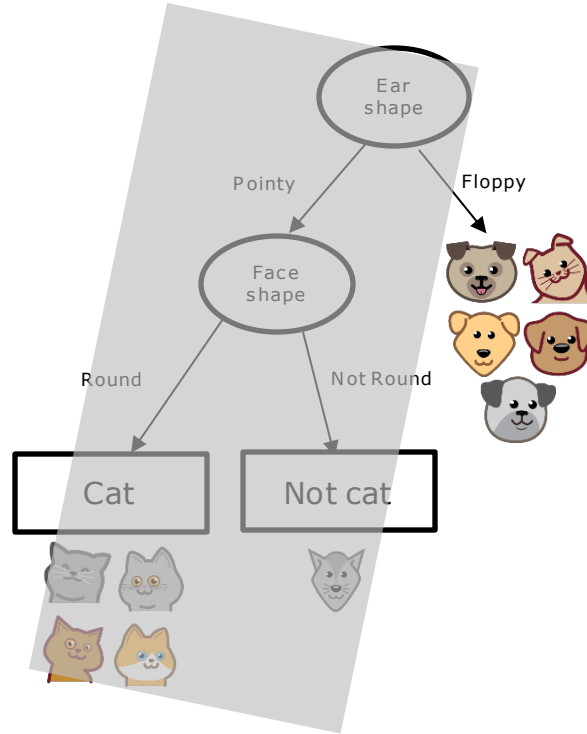 Ear
shape
Pointy
Floppy
Face
shape
Round
Not Round
Cat
Not cat